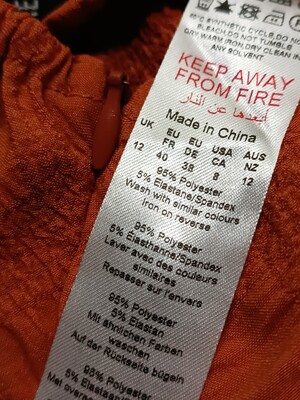 SYNTHETIC CYCLE,DO
BLEACH,DO NOT TUMBLE
DRY,WARM IRON,DRY CLEAN IN
ANY SOLVENT
KEEP AWAY
FROM FIRE
أبعدها عن النار
Made in China
UK EU EU USA AUS
FR DE CA NZ
12 40 38 8 12
95% Polyester
5% Elastane/Spandex
Wash with similar colours
Iron on reverse
95% Polyester
5% Élasthanne/Spandex
Laver avec des couleurs
similaires
Repasser sur l'envers
95% Polyester
5% Elastan
Mit ähnlichen Farben
waschen
Auf der Rückseite bügeln
95% Polyester
5%
Met